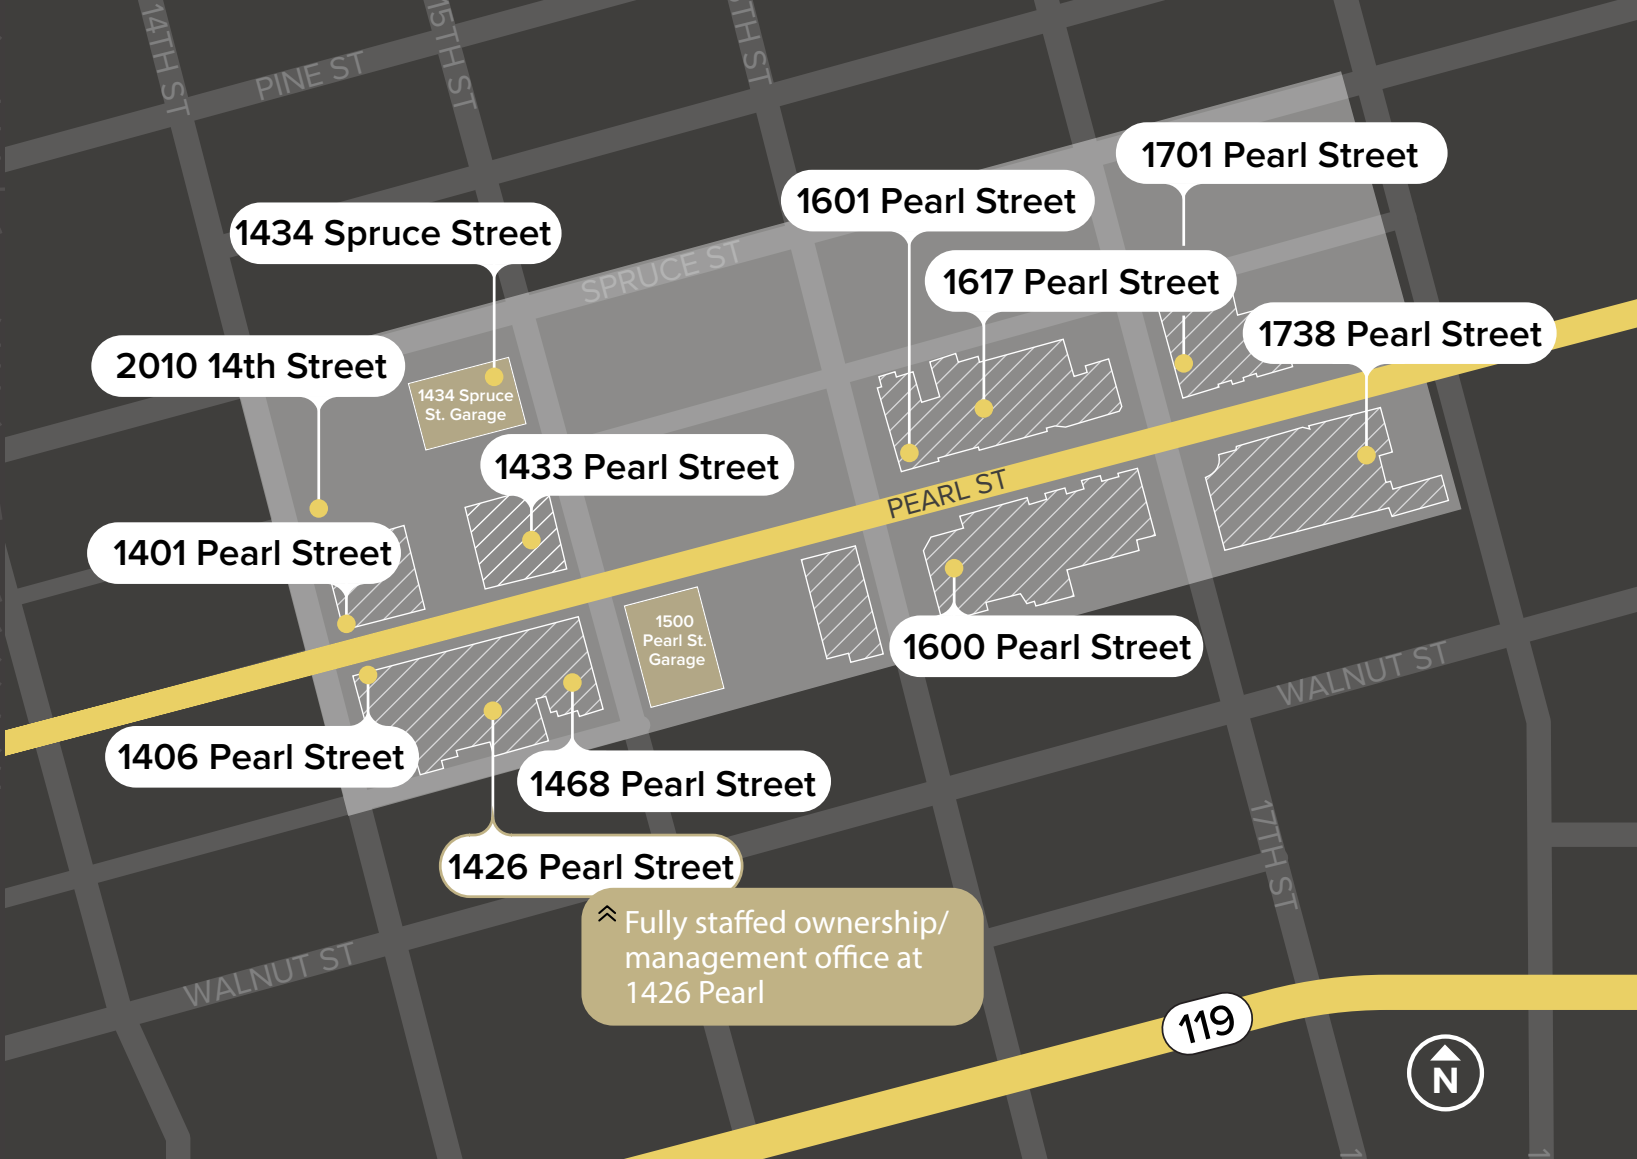 14TH ST
PINE ST
15TH ST
TH ST
1701 Pearl Street
1601 Pearl Street
1434 Spruce Street
SPRUCE ST
1617 Pearl Street
1738 Pearl Street
2010 14th Street
1434 Spruce
St. Garage
1433 Pearl Street
PEARL ST
1401 Pearl Street
1500
Pearl St.
Garage
1600 Pearl Street
WALNUT ST
1406 Pearl Street
1468 Pearl Street
17TH ST
1426 Pearl Street
Fully staffed ownership/
management office at
1426 Pearl
WALNUT ST
119
N
1
1